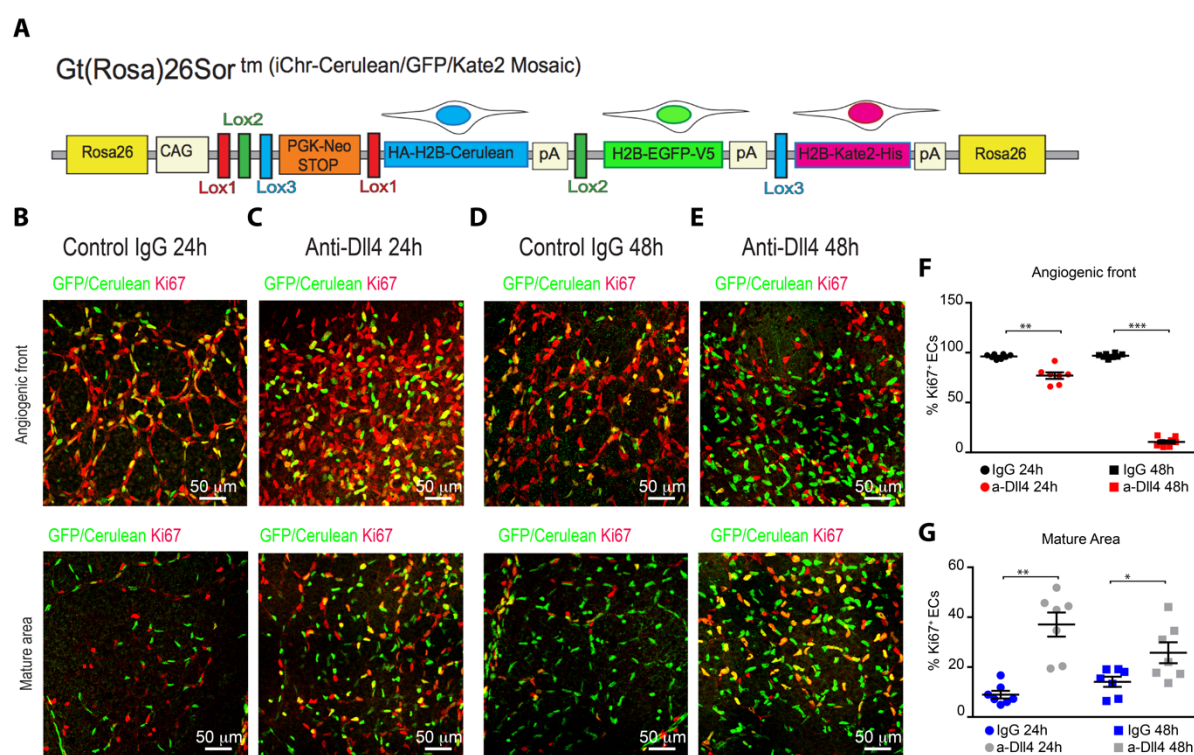 A
Gt(Rosa)26Sor tm (iChr-Cerulean/GFP/Kate2 Mosaic)
Lox2
Rosa26
CAG
PGK-Neo
STOP
HA-H2B-Cerulean
pA
H2B-EGFP-V5
pA
H2B-Kate2-His
pA
Rosa26
Lox1
Lox3
Lox1
Lox2
Lox3
B
Control IgG 24h
C
Anti-Dll4 24h
D
Control IgG 48h
E
Anti-Dll4 48h
GFP/Cerulean Ki67
GFP/Cerulean Ki67
GFP/Cerulean Ki67
GFP/Cerulean Ki67
Angiogenic front
50 µm
50 µm
50 µm
50 µm
GFP/Cerulean Ki67
GFP/Cerulean Ki67
GFP/Cerulean Ki67
GFP/Cerulean Ki67
Mature area
50 µm
50 µm
50 µm
50 µm
F
Angiogenic front
% Ki67+ ECs
150
100
50
0
**
***
IgG 24h
a-Dll4 24h
IgG 48h
a-Dll4 48h
G
Mature Area
% Ki67+ ECs
60
40
20
0
**
*
IgG 24h
a-Dll4 24h
IgG 48h
a-Dll4 48h